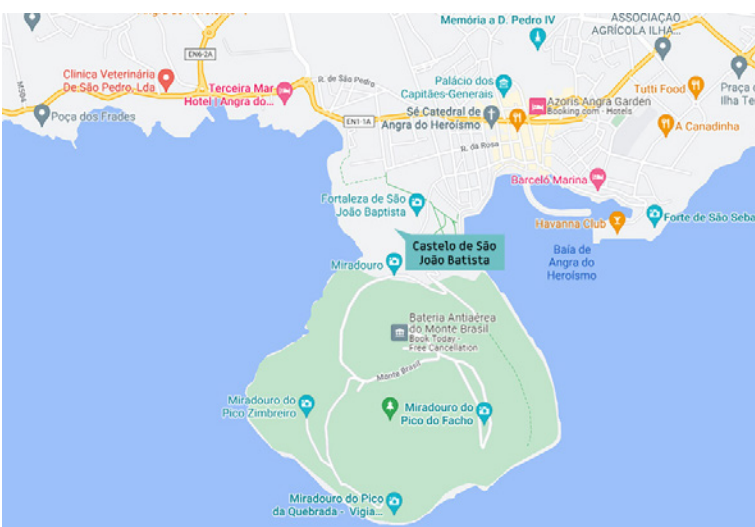 Memória a D. Pedro IV
ASSOCIAÇÃO
AGRÍCOLA ILHA...
EN6-2A
M504
Clínica Veterinária
De São Pedro, Lda
Terceira Mar
Hotel | Angra do...
R. de São Pedro
Palácio dos
Capitães-Generais
Tutti Food
Praça
Ilha Te
Poça dos Frades
EN1-1A
Sé Catedral de
Angra do Heroísmo
Azoris Angra Garden
Booking.com - Hotels
A Canadinha
R. da Rosa
Barceló Marina
Fortaleza de São
João Baptista
Havanna Club
Forte de São Seba
Castelo de São
João Batista
Baía de
Angra do
Heroísmo
Miradouro
Bateria Antiaérea
do Monte Brasil
Book Today -
Free Cancellation
Monte Brasil
Miradouro do
Pico Zimbreiro
Miradouro do
Pico do Facho
Miradouro do Pico
da Quebrada - Vigia...